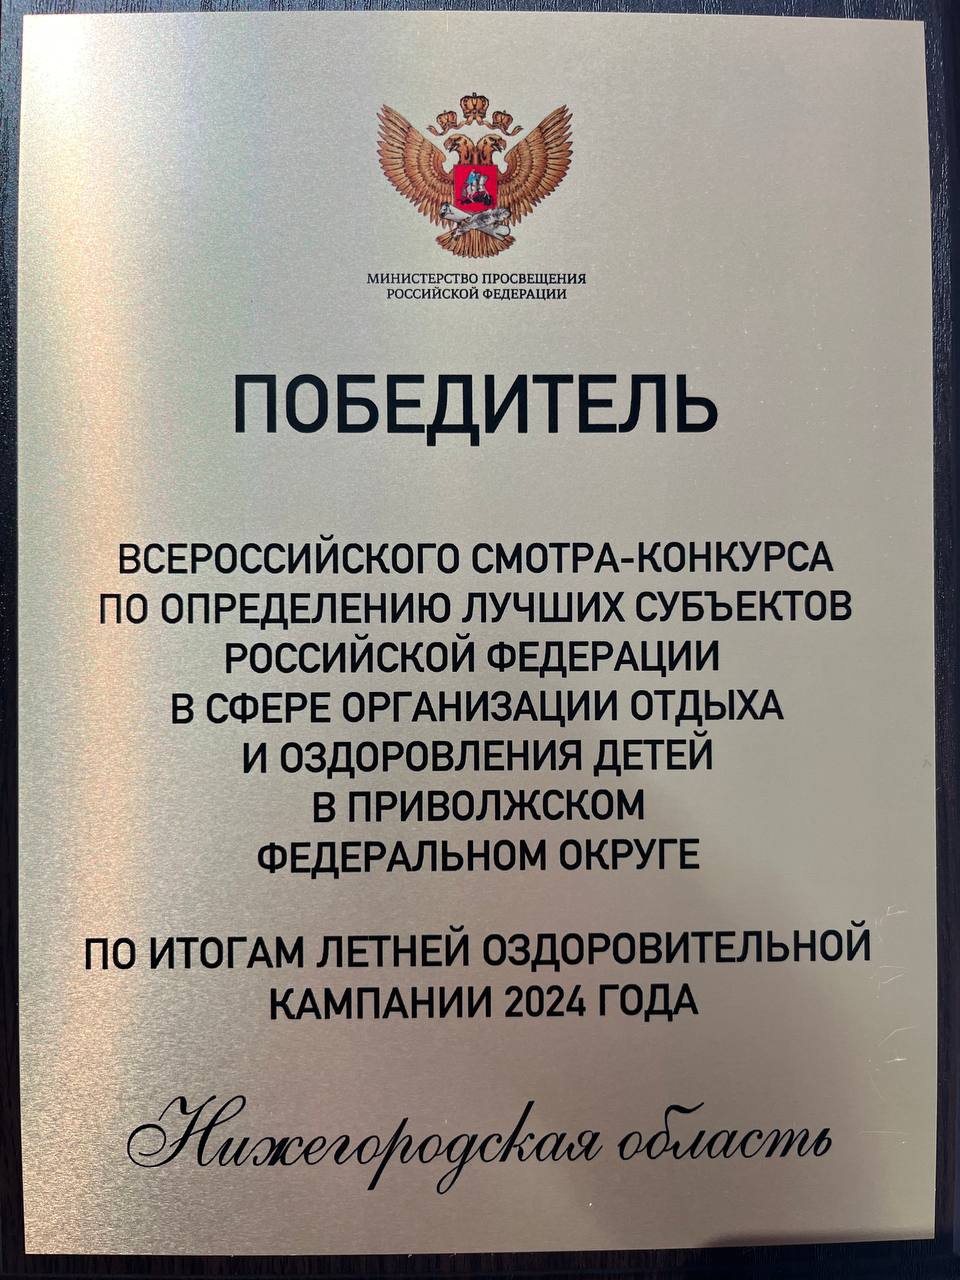 МИНИСТЕРСТВО ПРОСВЕЩЕНИЯ
РОССИЙСКОЙ ФЕДЕРАЦИИ
ПОБЕДИТЕЛЬ
ВСЕРОССИЙСКОГО СМОТРА-КОНКУРСА
ПО ОПРЕДЕЛЕНИЮ ЛУЧШИХ СУБЪЕКТОВ
РОССИЙСКОЙ ФЕДЕРАЦИИ
В СФЕРЕ ОРГАНИЗАЦИИ ОТДЫХА
И ОЗДОРОВЛЕНИЯ ДЕТЕЙ
В ПРИВОЛЖСКОМ
ФЕДЕРАЛЬНОМ ОКРУГЕ
ПО ИТОГАМ ЛЕТНЕЙ ОЗДОРОВИТЕЛЬНОЙ
КАМПАНИИ 2024 ГОДА
Нижегородская область